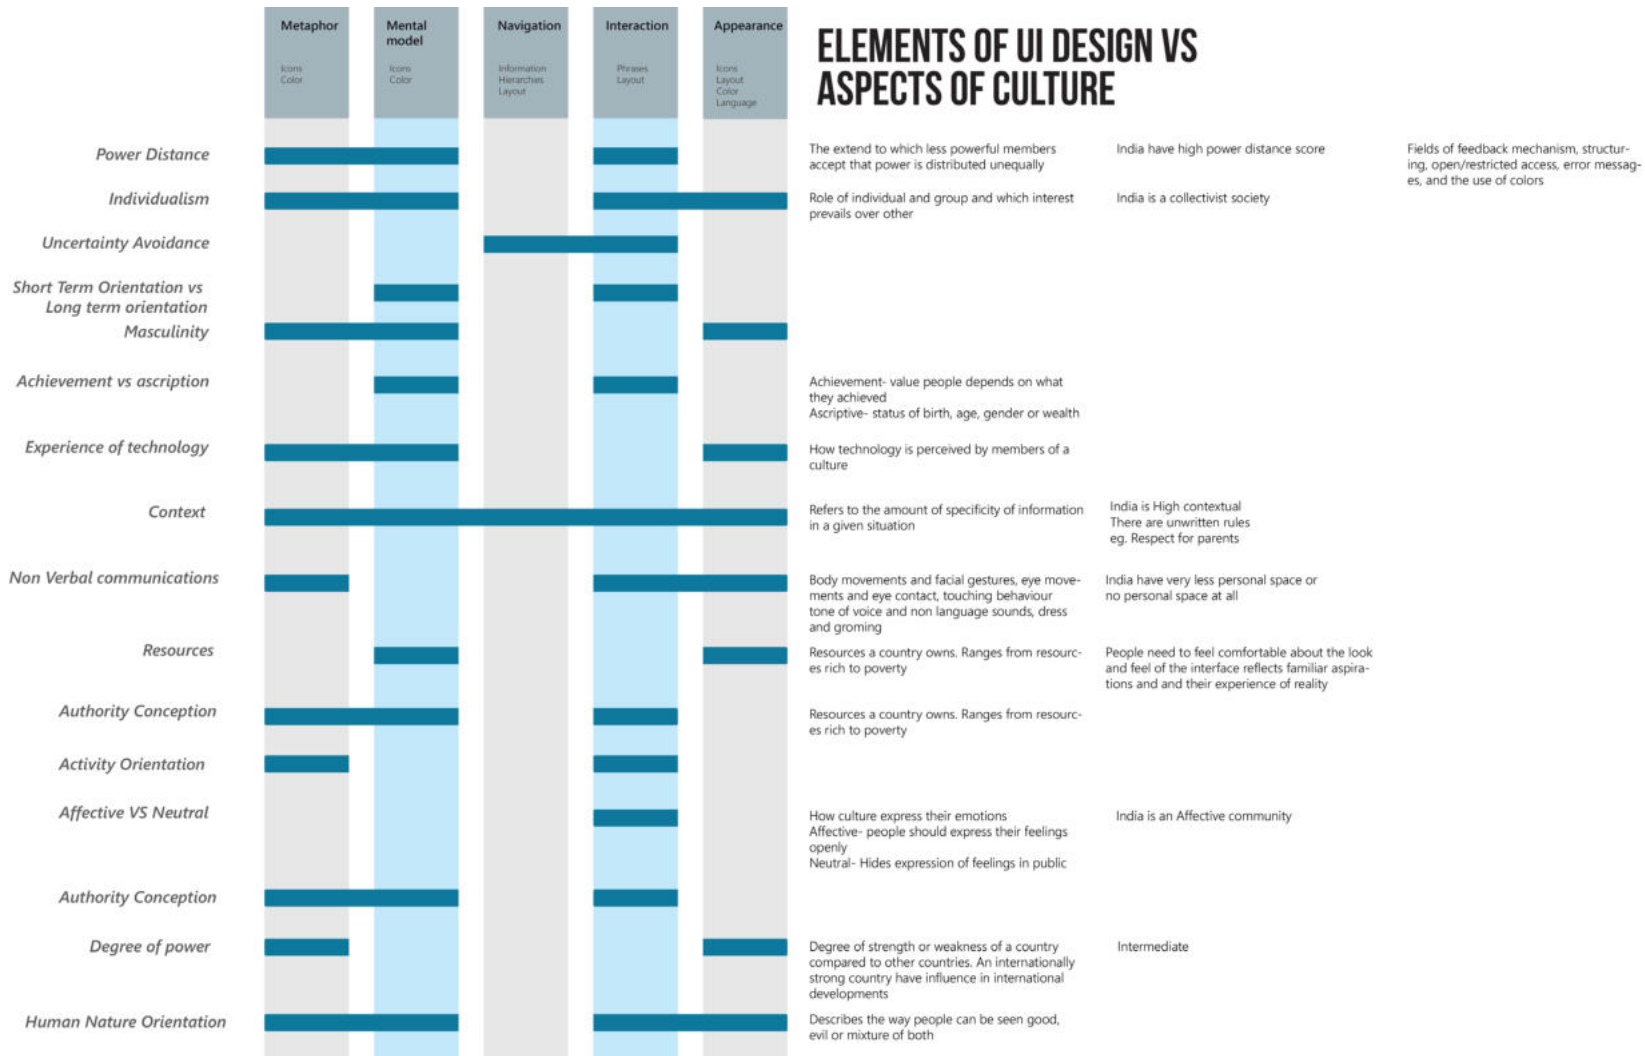 Metaphor
Icons
Color
Mental
model
Icons
Color
Navigation
Information
Hierarchies
Layout
Interaction
Phrases
Layout
Appearance
Icons
Layout
Color
Language
ELEMENTS OF UI DESIGN VS
ASPECTS OF CULTURE
Power Distance
The extend to which less powerful members
accept that power is distributed unequally
India have high power distance score
Fields of feedback mechanism, structur-
ing, open/restricted access, error messag-
es, and the use of colors
Individualism
Role of individual and group and which interest
prevails over other
India is a collectivist society
Uncertainty Avoidance
Short Term Orientation vs
Long term orientation
Masculinity
Achievement vs ascription
Achievement- value people depends on what
they achieved
Ascriptive- status of birth, age, gender or wealth
Experience of technology
How technology is perceived by members of a
culture
Context
Refers to the amount of specificity of information
in a given situation
India is High contextual
There are unwritten rules
eg. Respect for parents
Non Verbal communications
Body movements and facial gestures, eye move-
ments and eye contact, touching behaviour
tone of voice and non language sounds, dress
and groming
India have very less personal space or
no personal space at all
Resources
Resources a country owns. Ranges from resourc-
es rich to poverty
People need to feel comfortable about the look
and feel of the interface reflects familiar aspira-
tions and and their experience of reality
Authority Conception
Resources a country owns. Ranges from resourc-
es rich to poverty
Activity Orientation
Affective VS Neutral
How culture express their emotions
Affective- people should express their feelings
openly
Neutral- Hides expression of feelings in public
India is an Affective community
Authority Conception
Degree of power
Degree of strength or weakness of a country
compared to other countries. An internationally
strong country have influence in international
developments
Intermediate
Human Nature Orientation
Describes the way people can be seen good,
evil or mixture of both